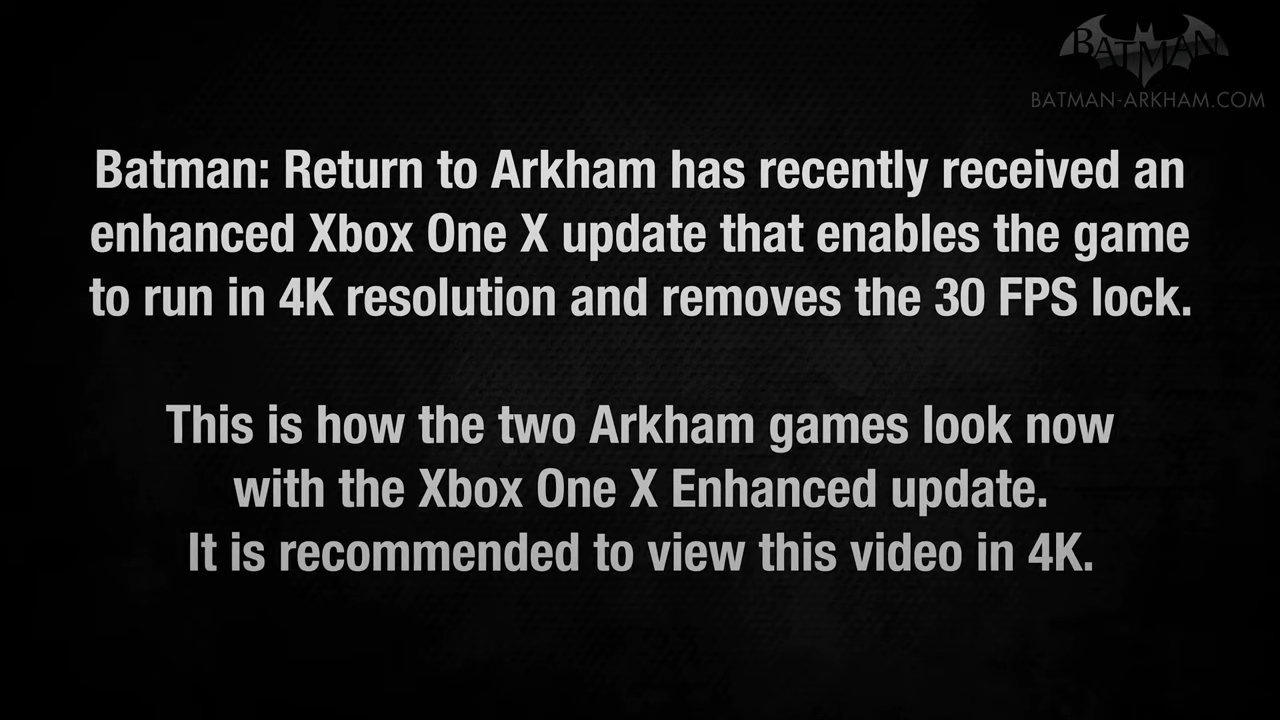 BATMAN
BATMAN-ARKHAM.COM
Batman: Return to Arkham has recently received an
enhanced Xbox One X update that enables the game
to run in 4K resolution and removes the 30 FPS lock.
This is how the two Arkham games look now
with the Xbox One X Enhanced update.
It is recommended to view this video in 4K.